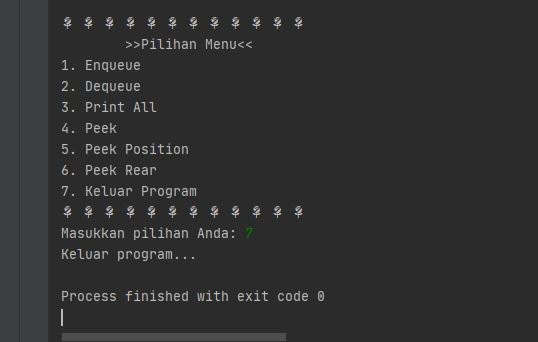 >>Pilihan Menu<<
1. Enqueue
2. Dequeue
3. Print All
4. Peek
5. Peek Position
6. Peek Rear
7. Keluar Program
Masukkan pilihan Anda: 7
Keluar program...
Process finished with exit code 0